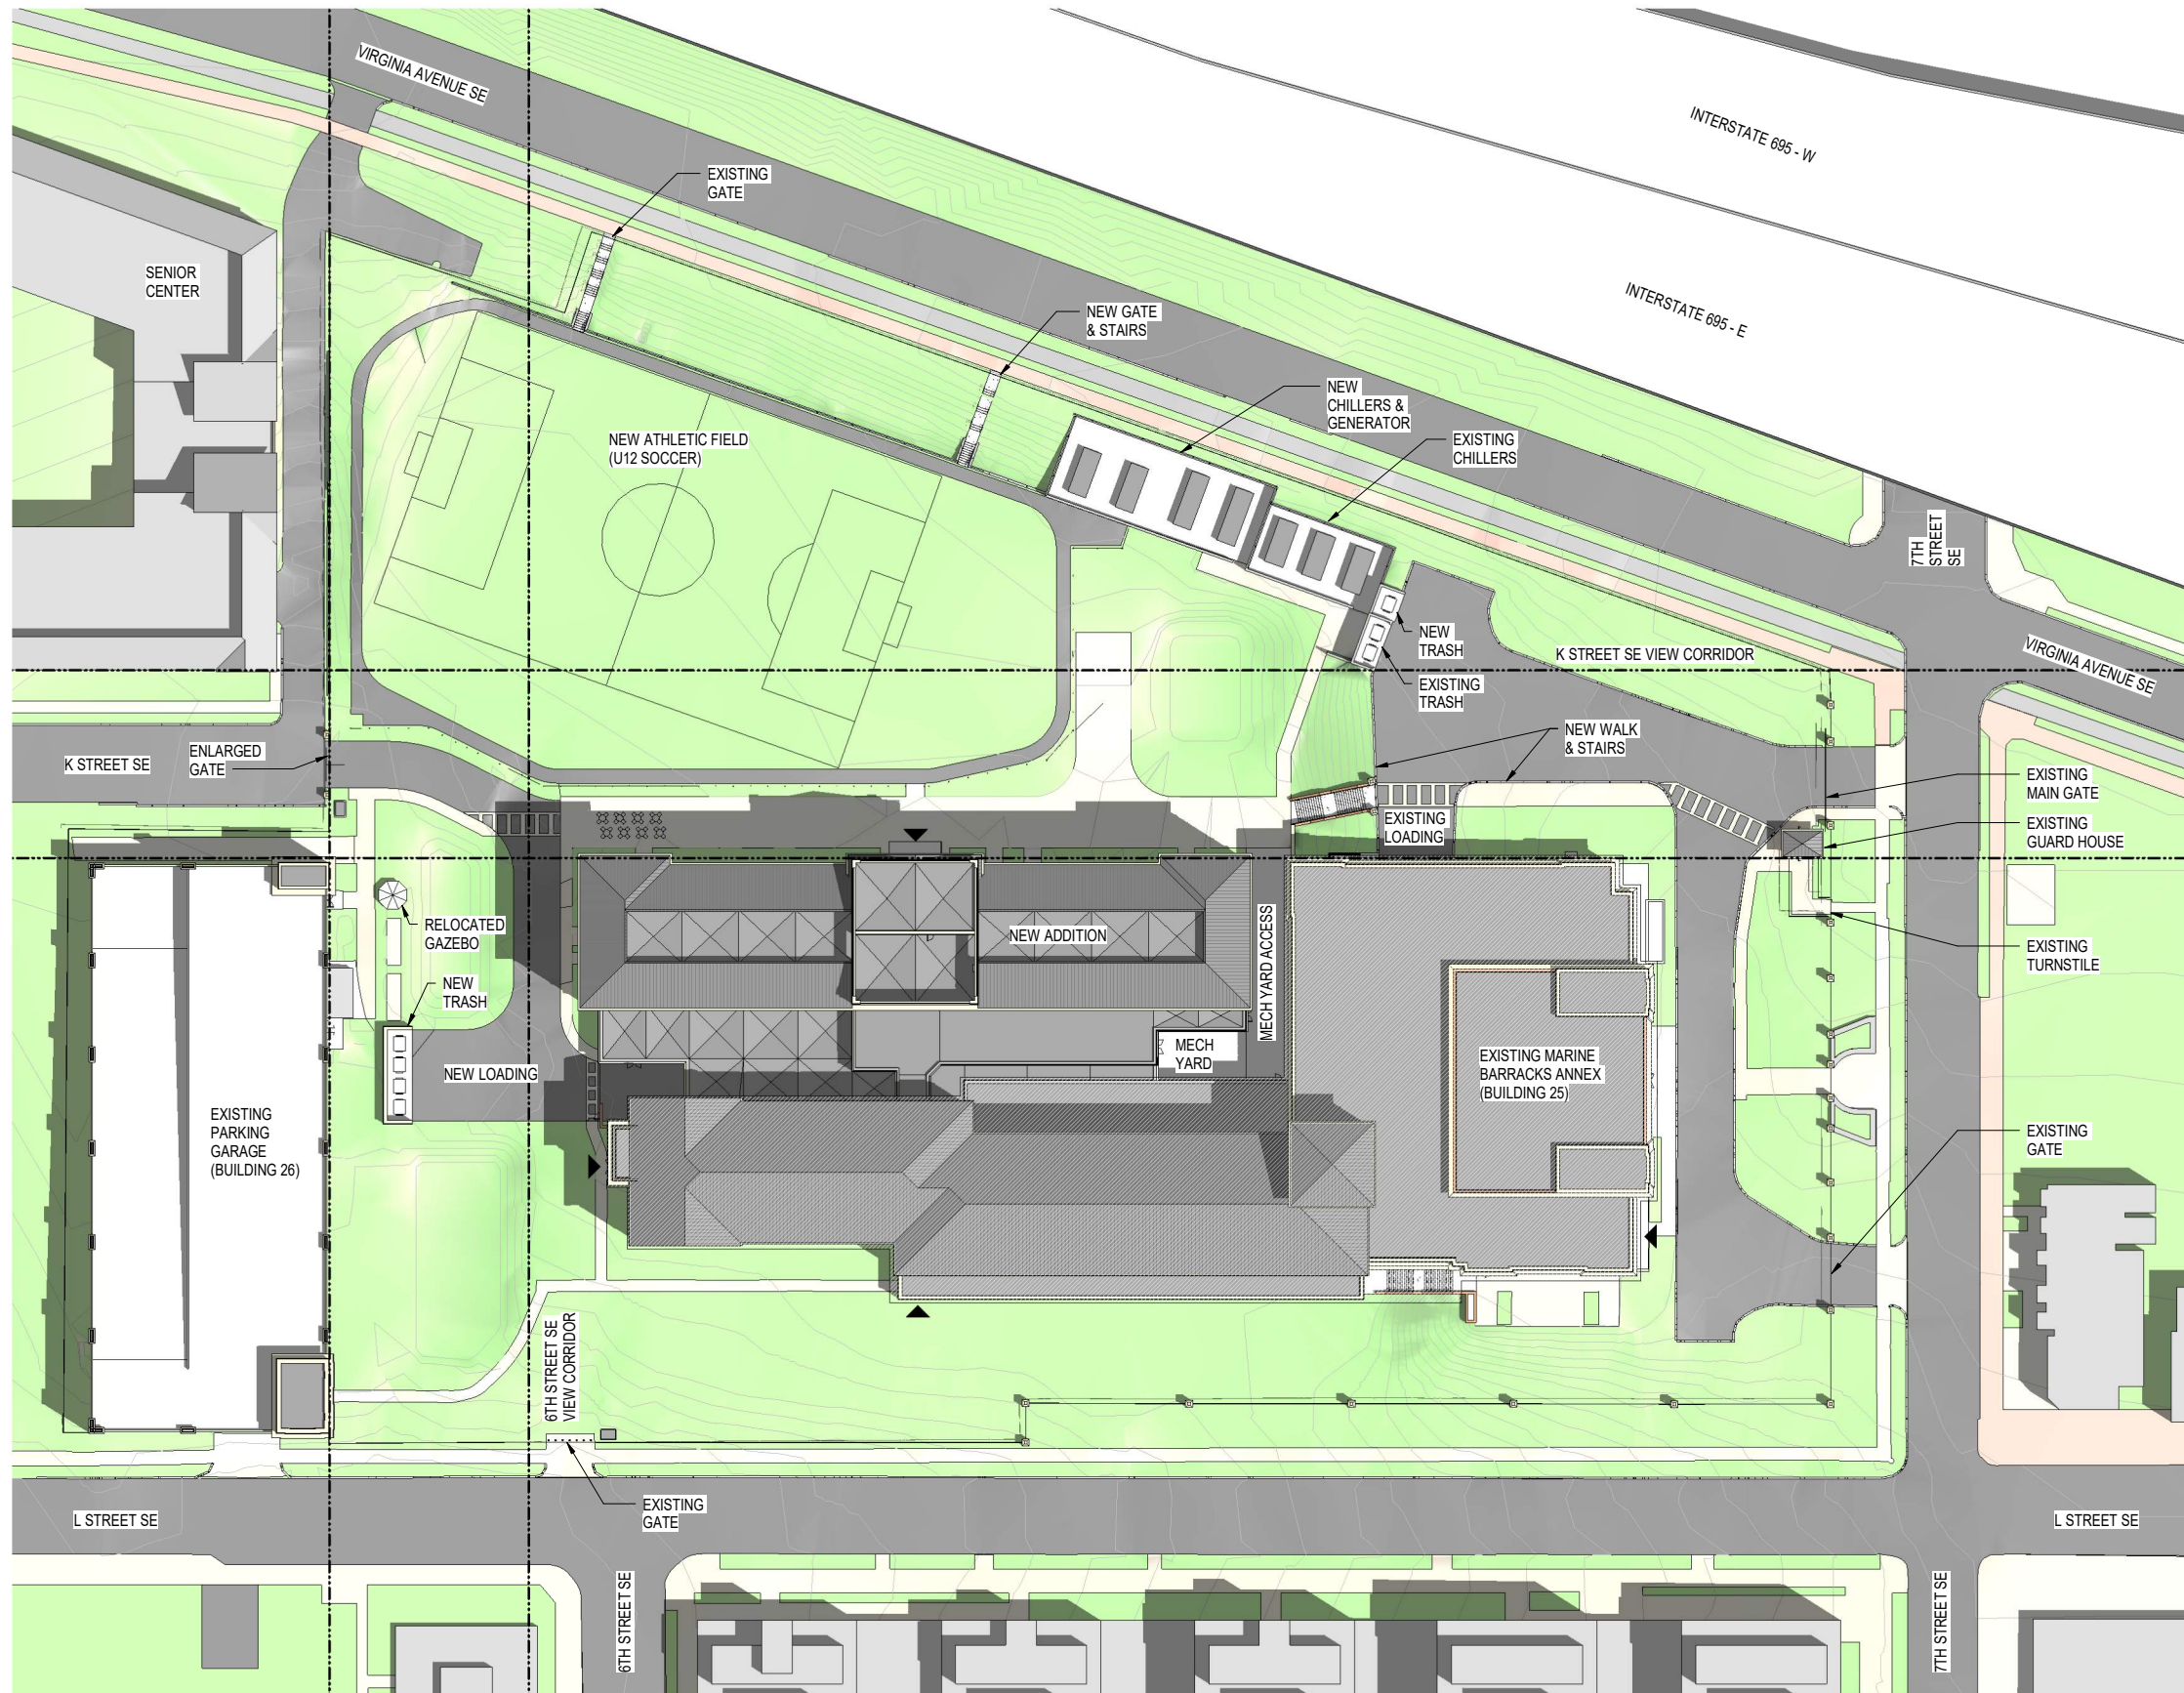 VIRGINIA AVENUE SE
INTERSTATE 695 - W
EXISTING
GATE
SENIOR
CENTER
INTERSTATE 695 - E
NEW GATE
& STAIRS
NEW
CHILLERS &
GENERATOR
NEW ATHLETIC FIELD
(U12 SOCCER)
EXISTING
CHILLERS
7TH
STREET
SE
NEW
TRASH
K STREET SE VIEW CORRIDOR
VIRGINIA AVENUE SE
EXISTING
TRASH
NEW WALK
& STAIRS
ENLARGED
GATE
K STREET SE
EXISTING
MAIN GATE
EXISTING
LOADING
EXISTING
GUARD HOUSE
RELOCATED
GAZEBO
NEW ADDITION
MECH YARD ACCESS
EXISTING
TURNSTILE
NEW
TRASH
MECH
YARD
NEW LOADING
EXISTING MARINE
BARRACKS ANNEX
(BUILDING 25)
EXISTING
PARKING
GARAGE
(BUILDING 26)
EXISTING
GATE
6TH STREET SE
VIEW CORRIDOR
EXISTING
GATE
L STREET SE
L STREET SE
6TH STREET SE
7TH STREET SE